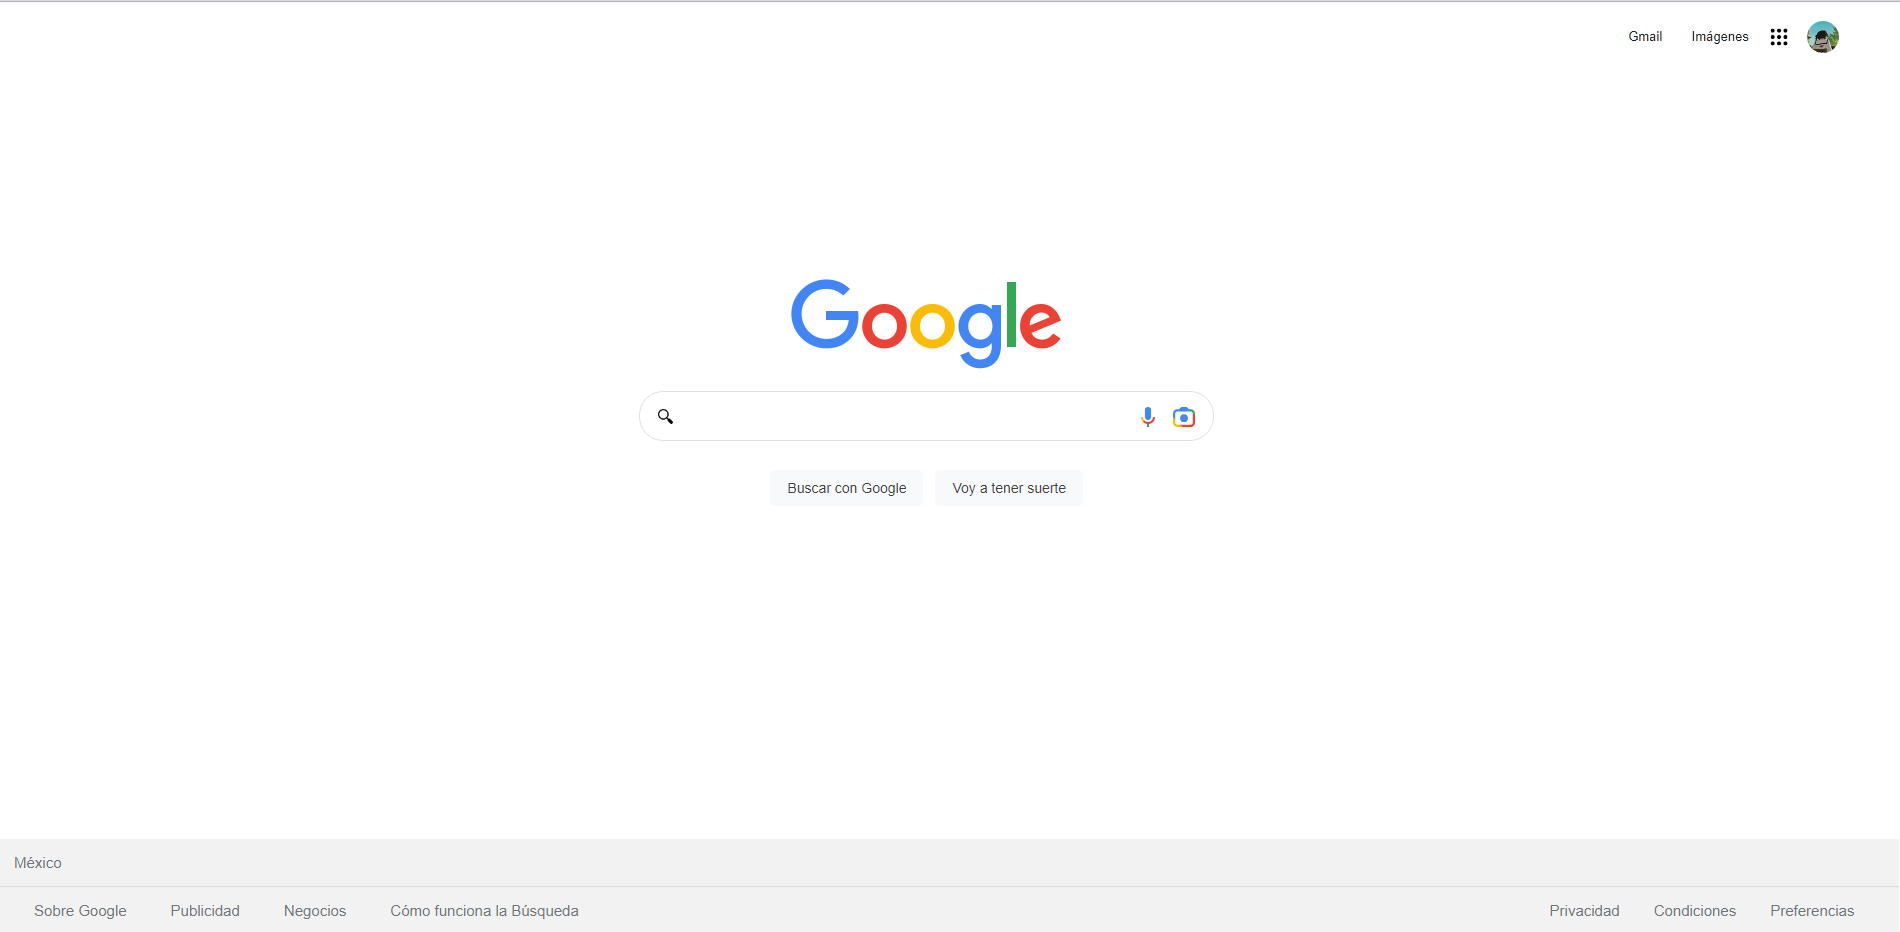 Gmail Imágenes
Google
Buscar con Google Voy a tener suerte
México
Sobre Google Publicidad Negocios Cómo funciona la Búsqueda Privacidad Condiciones Preferencias